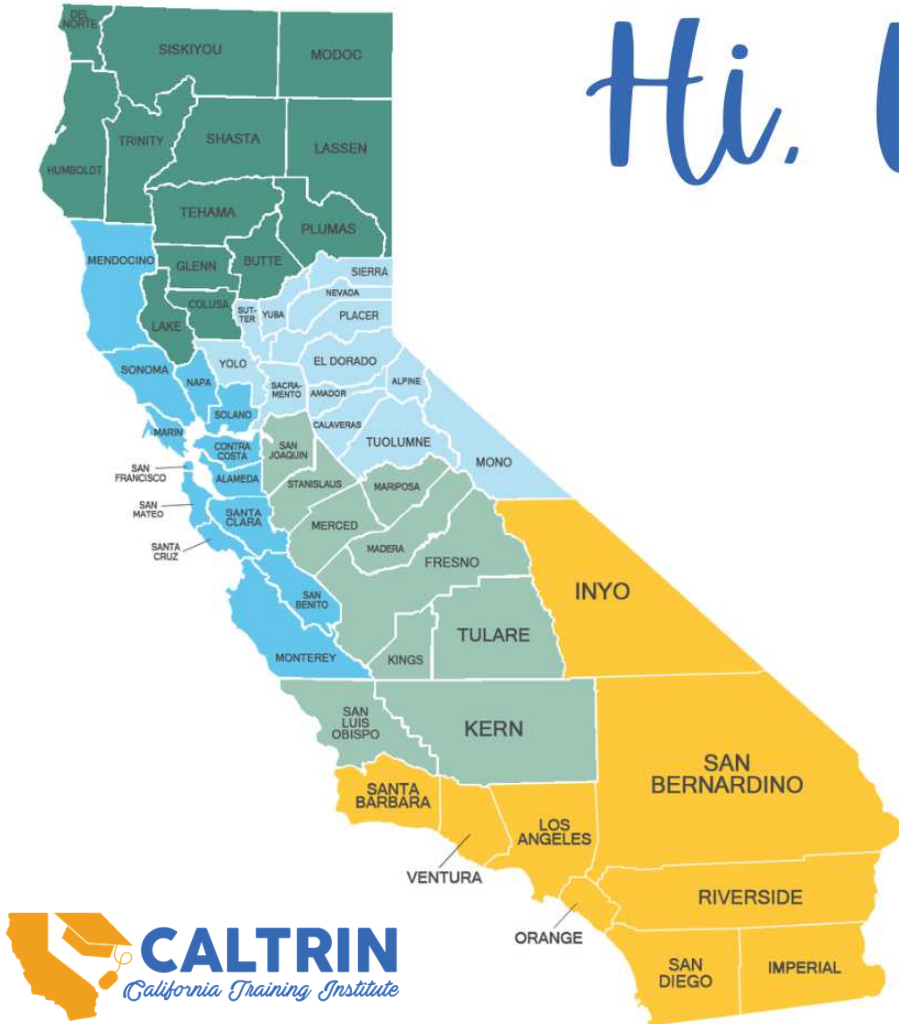 Hi,
DEL
NORTE
SISKIYOU
MODOC
HUMBOLDT
TRINITY
SHASTA
LASSEN
TEHAMA
PLUMAS
MENDOCINO
GLENN
BUTTE
SIERRA
NEVADA
COLUSA
SUT-
TER
YUBA
PLACER
LAKE
SONOMA
NAPA
YOLO
EL DORADO
SACRA-
MENTO
AMADOR
ALPINE
SOLANO
MARIN
CALAVERAS
TUOLUMNE
MONO
CONTRA
COSTA
SAN
JOAQUIN
SAN
FRANCISCO
ALAMEDA
STANISLAUS
MARIPOSA
SAN
MATEO
SANTA
CLARA
MERCED
SANTA
CRUZ
MADERA
FRESNO
SAN
BENITO
INYO
TULARE
MONTEREY
KINGS
SAN
LUIS
OBISPO
KERN
SAN
BERNARDINO
SANTA
BARBARA
LOS
ANGELES
VENTURA
RIVERSIDE
ORANGE
SAN
DIEGO
IMPERIAL
CALTRIN
California Training Institute